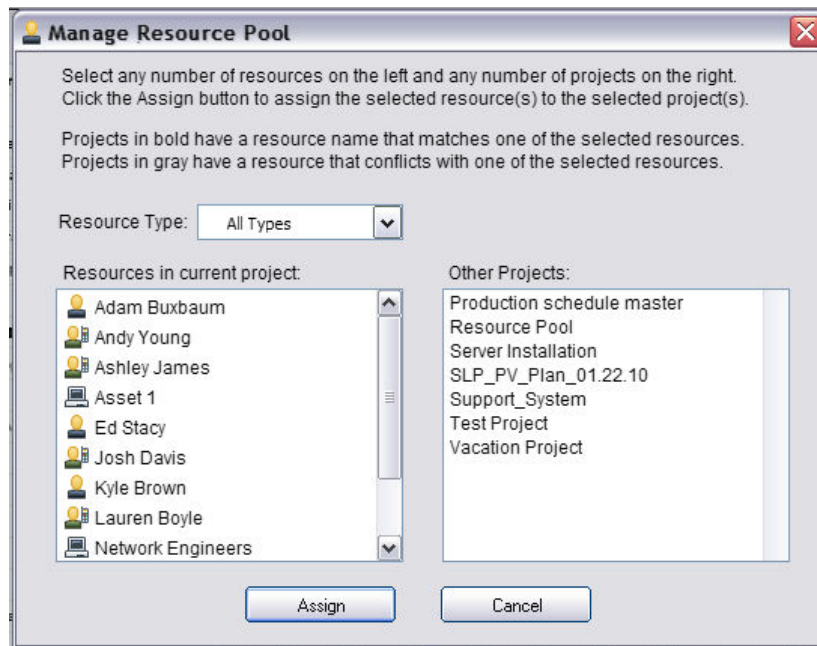 Manage Resource Pool
Select any number of resources on the left and any number of projects on the right.
Click the Assign button to assign the selected resource(s) to the selected project(s).
Projects in bold have a resource name that matches one of the selected resources.
Projects in gray have a resource that conflicts with one of the selected resources.
Resource Type: All Types
Resources in current project:
Adam Buxbaum
Andy Young
Ashley James
Asset 1
Ed Stacy
Josh Davis
Kyle Brown
Lauren Boyle
Network Engineers
Other Projects:
Production schedule master
Resource Pool
Server Installation
SLP_PV_Plan_01.22.10
Support_System
Test Project
Vacation Project
Assign
Cancel